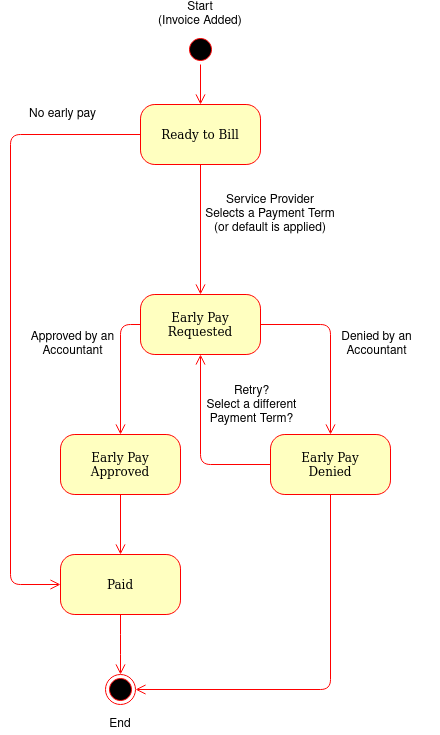 Start
(Invoice Added)
No early pay
Ready to Bill
Service Provider
Selects a Payment Term
(or default is applied)
Early Pay
Requested
Approved by an
Accountant
Denied by an
Accountant
Retry?
Select a different
Payment Term?
Early Pay
Approved
Early Pay
Denied
Paid
End